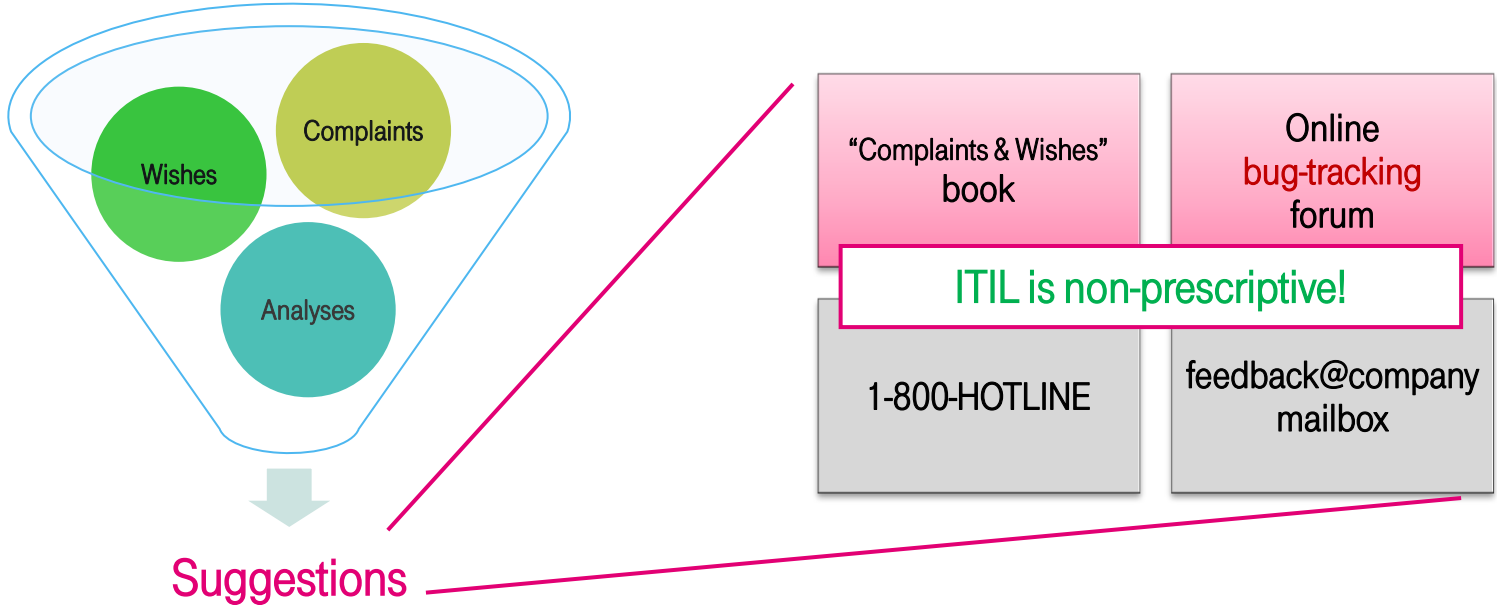 Complaints
Wishes
Analyses
Suggestions
“Complaints & Wishes”
book
Online
bug-tracking
forum
ITIL is non-prescriptive!
1-800-HOTLINE
feedback@company
mailbox